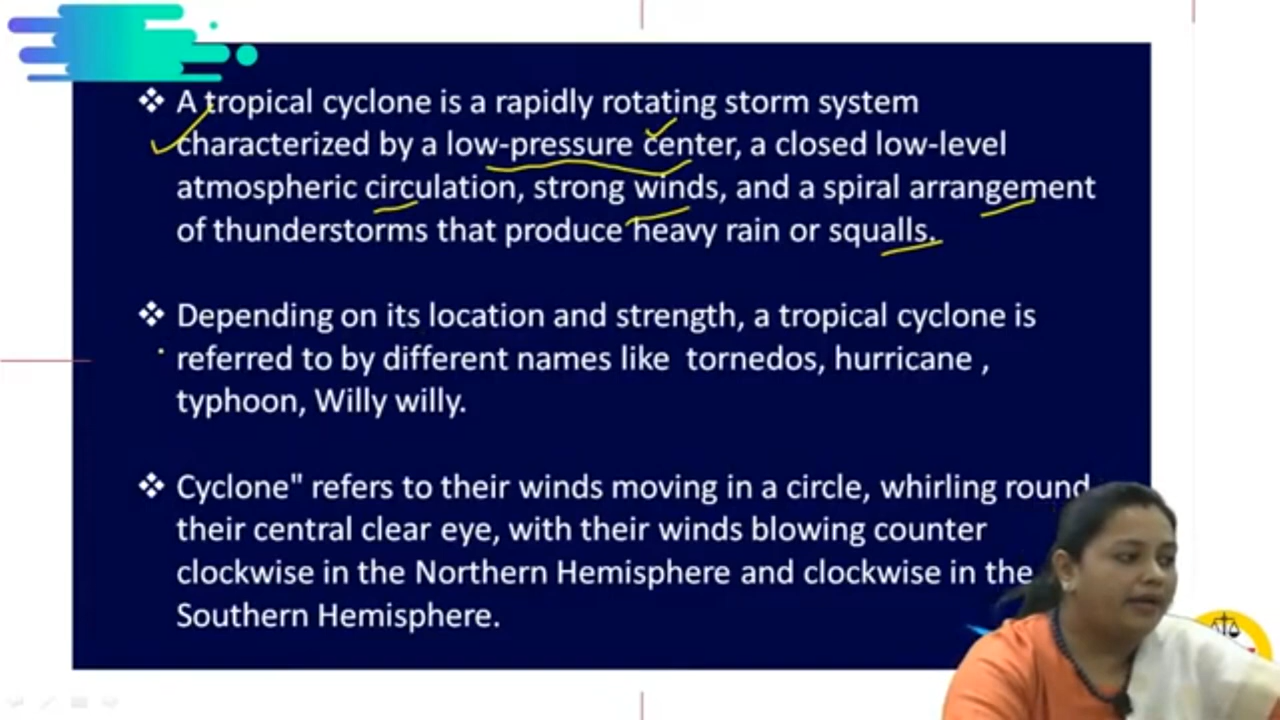 ❖ A tropical cyclone is a rapidly rotating storm system
characterized by a low-pressure center, a closed low-level
atmospheric circulation, strong winds, and a spiral arrangement
of thunderstorms that produce heavy rain or squalls.
❖ Depending on its location and strength, a tropical cyclone is
referred to by different names like tornedos, hurricane ,
typhoon, Willy willy.
❖ Cyclone" refers to their winds moving in a circle, whirling round
their central clear eye, with their winds blowing counter
clockwise in the Northern Hemisphere and clockwise in the
Southern Hemisphere.